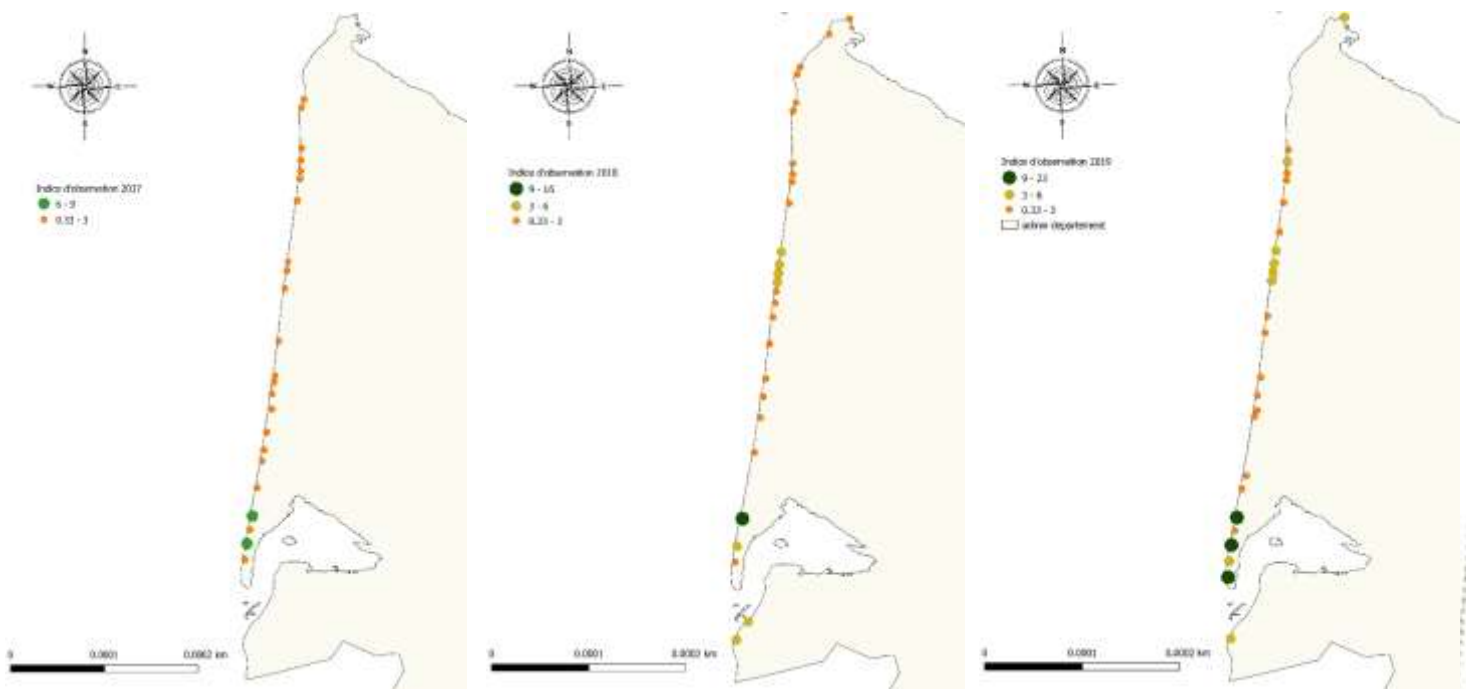 N
E
S
Indice d'observation 2017
6 - 9
0.33 - 3
0 0.0001 0.0002 km
N
E
S
Indice d'observation 2018
3 - 6
0.33 - 3
0 0.0001 0.0002 km
N
E
S
Indice d'observation 2019
9 - 23
3 - 6
0.33 - 3
departement
0 0.0001 0.0002 km